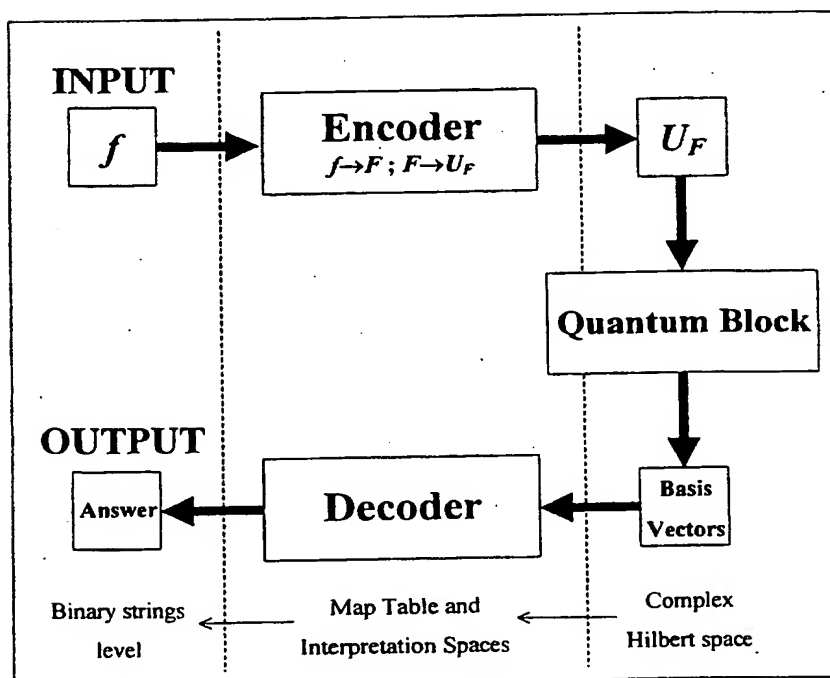 INPUT
f
Encoder
f→F ; F→U_F
U_F
Quantum Block
OUTPUT
Answer
Decoder
Basis
Vectors
Binary strings
level
Map Table and
Interpretation Spaces
Complex
Hilbert space